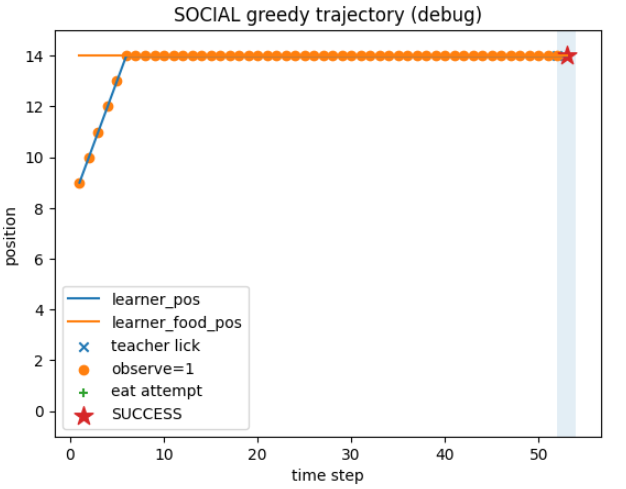 SOCIAL greedy trajectory (debug)
position
14
12
10
8
6
4
2
0
learner_pos
learner_food_pos
teacher lick
observe=1
eat attempt
SUCCESS
0 10 20 30 40 50
time step